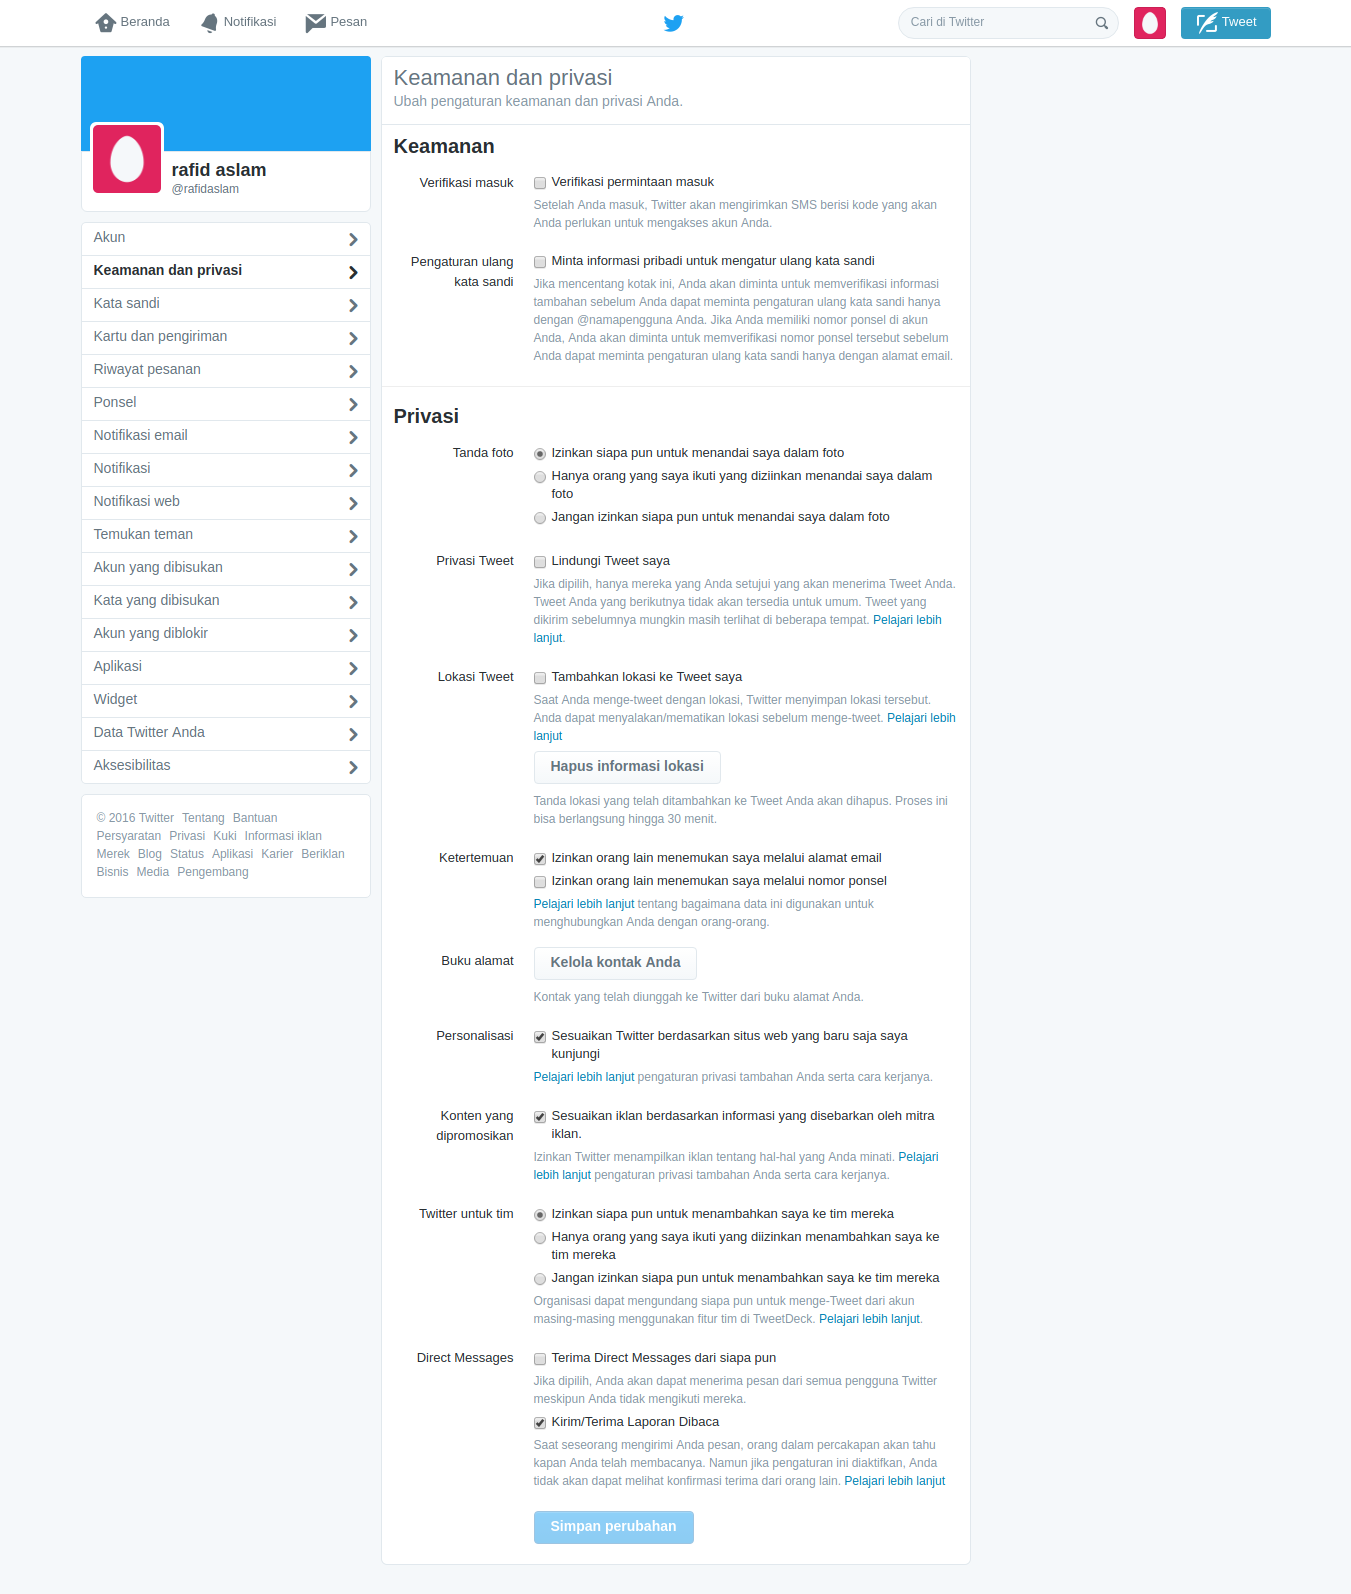 Beranda
Notifikasi
Pesan
Cari di Twitter
Tweet
rafid aslam
@rafidaslam
Akun
Keamanan dan privasi
Kata sandi
Kartu dan pengiriman
Riwayat pesanan
Ponsel
Notifikasi email
Notifikasi
Notifikasi web
Temukan teman
Akun yang dibisukan
Kata yang dibisukan
Akun yang diblokir
Aplikasi
Widget
Data Twitter Anda
Aksesibilitas
© 2016 Twitter Tentang Bantuan
Persyaratan Privasi Kuki Informasi iklan
Merek Blog Status Aplikasi Karier Beriklan
Bisnis Media Pengembang
Keamanan dan privasi
Ubah pengaturan keamanan dan privasi Anda.
Keamanan
Verifikasi masuk
Verifikasi permintaan masuk
Setelah Anda masuk, Twitter akan mengirimkan SMS berisi kode yang akan
Anda perlukan untuk mengakses akun Anda.
Pengaturan ulang
kata sandi
Minta informasi pribadi untuk mengatur ulang kata sandi
Jika mencentang kotak ini, Anda akan diminta untuk memverifikasi informasi
tambahan sebelum Anda dapat meminta pengaturan ulang kata sandi hanya
dengan @namapengguna Anda. Jika Anda memiliki nomor ponsel di akun
Anda, Anda akan diminta untuk memverifikasi nomor ponsel tersebut sebelum
Anda dapat meminta pengaturan ulang kata sandi hanya dengan alamat email.
Privasi
Tanda foto
Izinkan siapa pun untuk menandai saya dalam foto
Hanya orang yang saya ikuti yang diziinkan menandai saya dalam
foto
Jangan izinkan siapa pun untuk menandai saya dalam foto
Privasi Tweet
Lindungi Tweet saya
Jika dipilih, hanya mereka yang Anda setujui yang akan menerima Tweet Anda.
Tweet Anda yang berikutnya tidak akan tersedia untuk umum. Tweet yang
dikirim sebelumnya mungkin masih terlihat di beberapa tempat. Pelajari lebih
lanjut.
Lokasi Tweet
Tambahkan lokasi ke Tweet saya
Saat Anda menge-tweet dengan lokasi, Twitter menyimpan lokasi tersebut.
Anda dapat menyalakan/mematikan lokasi sebelum menge-tweet. Pelajari lebih
lanjut
Hapus informasi lokasi
Tanda lokasi yang telah ditambahkan ke Tweet Anda akan dihapus. Proses ini
bisa berlangsung hingga 30 menit.
Ketertemuan
Izinkan orang lain menemukan saya melalui alamat email
Izinkan orang lain menemukan saya melalui nomor ponsel
Pelajari lebih lanjut tentang bagaimana data ini digunakan untuk
menghubungkan Anda dengan orang-orang.
Buku alamat
Kelola kontak Anda
Kontak yang telah diunggah ke Twitter dari buku alamat Anda.
Personalisasi
Sesuaikan Twitter berdasarkan situs web yang baru saja saya
kunjungi
Pelajari lebih lanjut pengaturan privasi tambahan Anda serta cara kerjanya.
Konten yang
dipromosikan
Sesuaikan iklan berdasarkan informasi yang disebarkan oleh mitra
iklan.
Izinkan Twitter menampilkan iklan tentang hal-hal yang Anda minati. Pelajari
lebih lanjut pengaturan privasi tambahan Anda serta cara kerjanya.
Twitter untuk tim
Izinkan siapa pun untuk menambahkan saya ke tim mereka
Hanya orang yang saya ikuti yang diizinkan menambahkan saya ke
tim mereka
Jangan izinkan siapa pun untuk menambahkan saya ke tim mereka
Organisasi dapat mengundang siapa pun untuk menge-Tweet dari akun
masing-masing menggunakan fitur tim di TweetDeck. Pelajari lebih lanjut.
Direct Messages
Terima Direct Messages dari siapa pun
Jika dipilih, Anda akan dapat menerima pesan dari semua pengguna Twitter
meskipun Anda tidak mengikuti mereka.
Kirim/Terima Laporan Dibaca
Saat seseorang mengirimi Anda pesan, orang dalam percakapan akan tahu
kapan Anda telah membacanya. Namun jika pengaturan ini diaktifkan, Anda
tidak akan dapat melihat konfirmasi terima dari orang lain. Pelajari lebih lanjut
Simpan perubahan